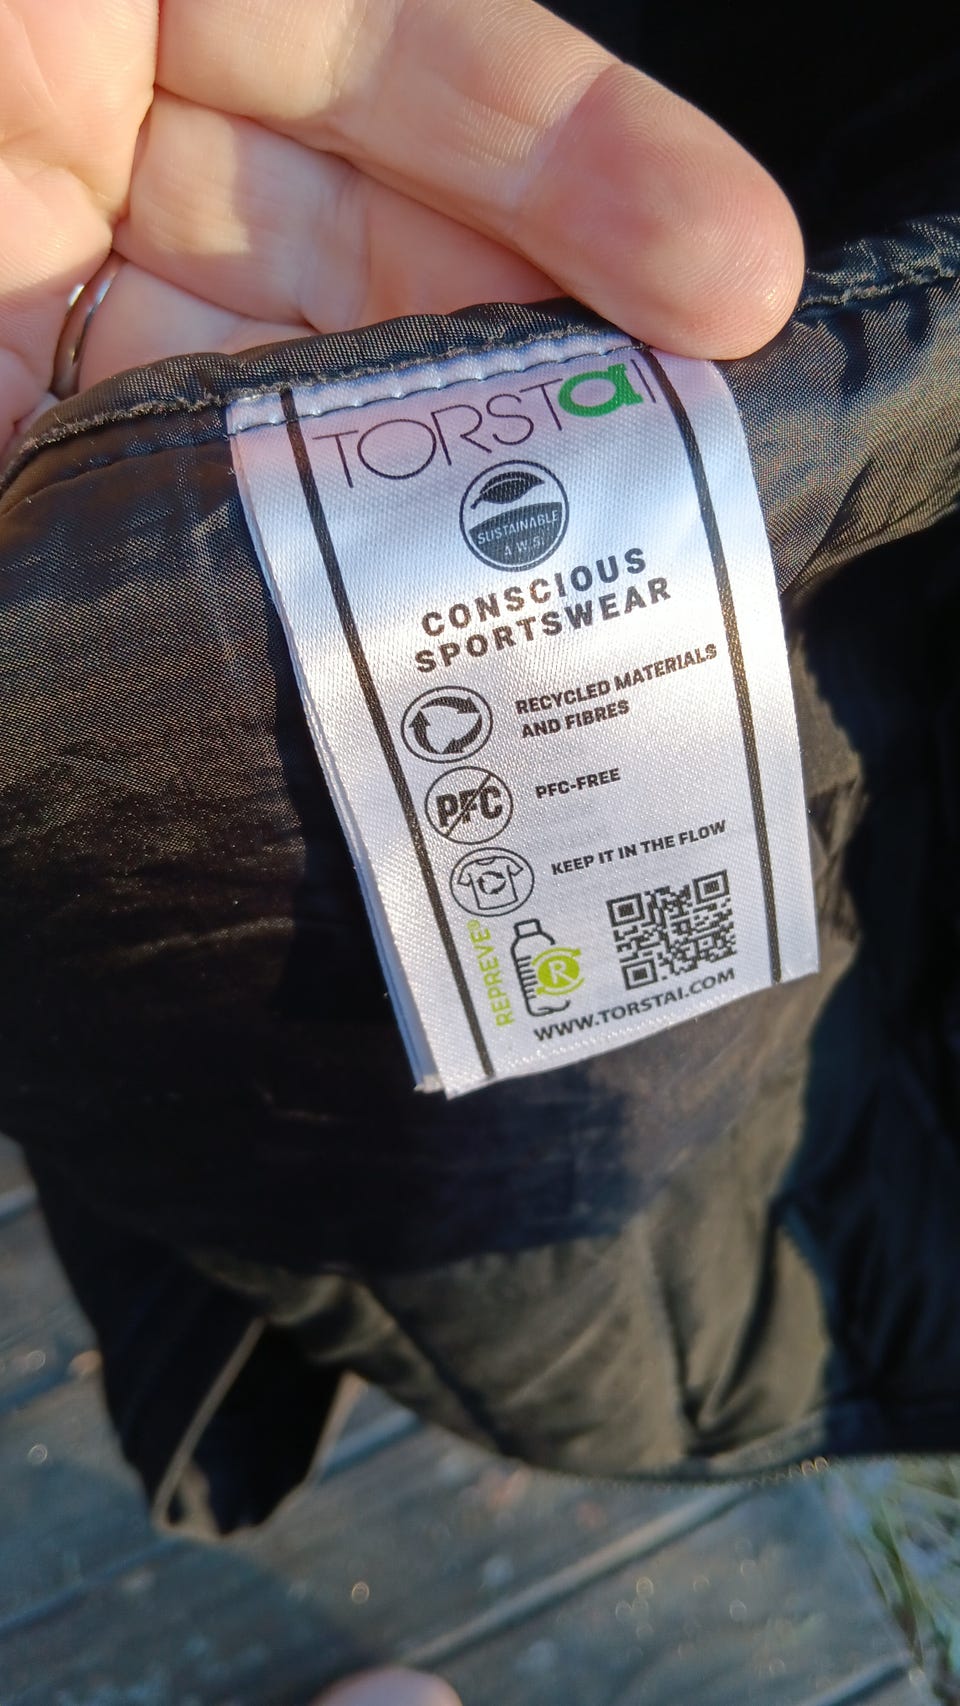 TORSTAI
SUSTAINABLE
A.W.S.
CONSCIOUS
SPORTSWEAR
RECYCLED MATERIALS
AND FIBRES
PFC
PFC-FREE
KEEP IT IN THE FLOW
REPREVE®
R
WWW.TORSTAI.COM